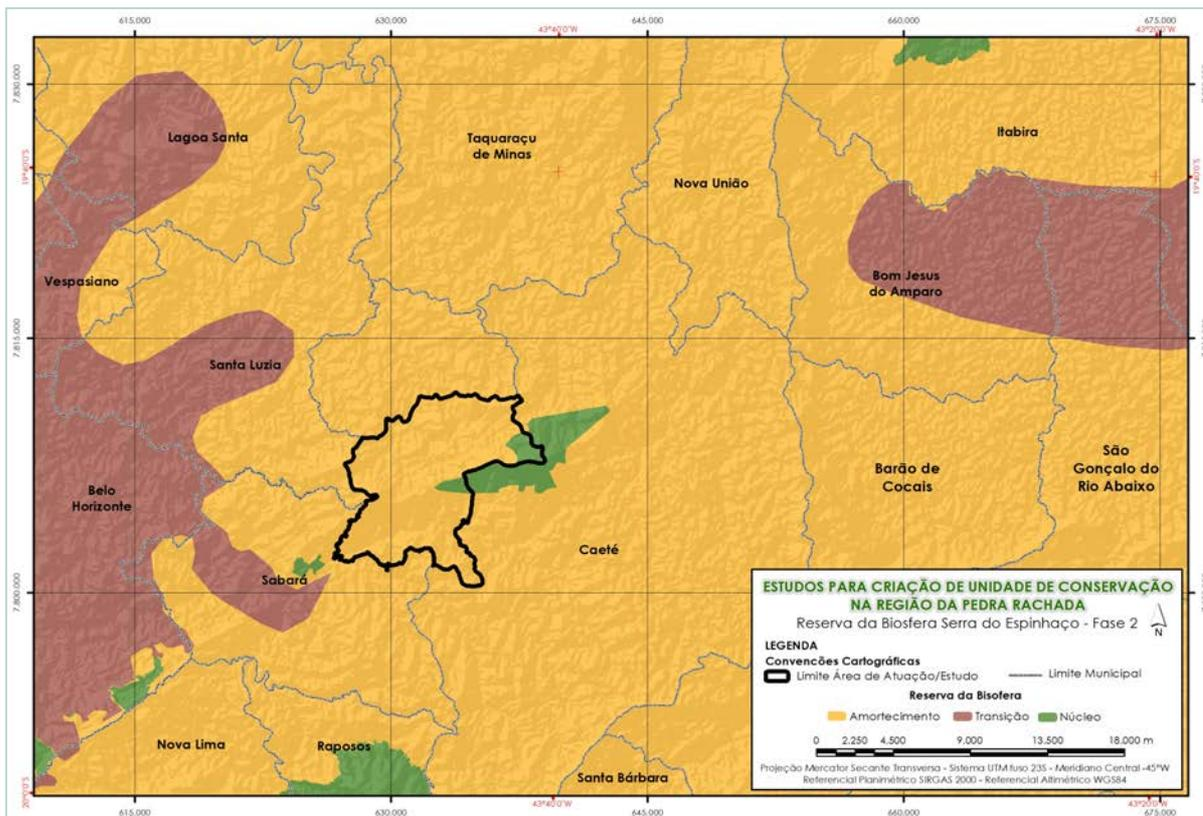 615.000 630.000 645.000 660.000 675.000
43°40'0"W 43°20'0"W
7.830.000
Lagoa Santa
Taquaraçu
de Minas
Itabira
19°40'0"S
Nova União
Vespasiano
Bom Jesus
do Amparo
7.815.000
Santa Luzia
Belo
Horizonte
Barão de
Cocais
São
Gonçalo do
Rio Abaixo
Caeté
Sabará
7.800.000
Nova Lima
Raposos
Santa Bárbara
20°0'0"S
ESTUDOS PARA CRIAÇÃO DE UNIDADE DE CONSERVAÇÃO
NA REGIÃO DA PEDRA RACHADA
Reserva da Biosfera Serra do Espinhaço - Fase 2
N
LEGENDA
Convencões Cartográficas
Limite Área de Atuação/Estudo Limite Municipal
Reserva da Bisofera
Amortecimento Transição Núcleo
0 2.250 4.500 9.000 13.500 18.000 m
Projeção Mercator Secante Transversa - Sistema UTM fuso 23S - Meridiano Central -45°W
Referencial Planimétrico SIRGAS 2000 - Referencial Altimétrico WGS84
615.000 630.000 645.000 660.000 675.000
43°40'0"W 43°20'0"W